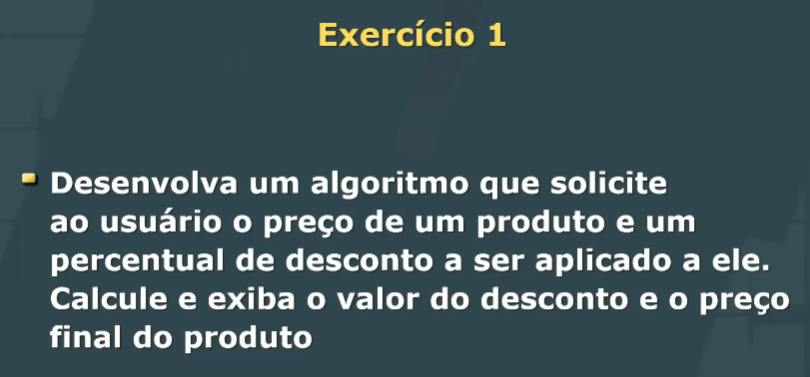 Exercício 1
Desenvolva um algoritmo que solicite
ao usuário o preço de um produto e um
percentual de desconto a ser aplicado a ele.
Calcule e exiba o valor do desconto e o preço
final do produto